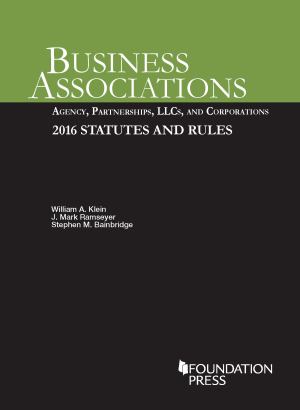 BUSINESS
ASSOCIATIONS
AGENCY, PARTNERSHIPS, LLCS, AND CORPORATIONS
2016 STATUTES AND RULES
William A. Klein
J. Mark Ramseyer
Stephen M. Bainbridge
FOUNDATION
PRESS